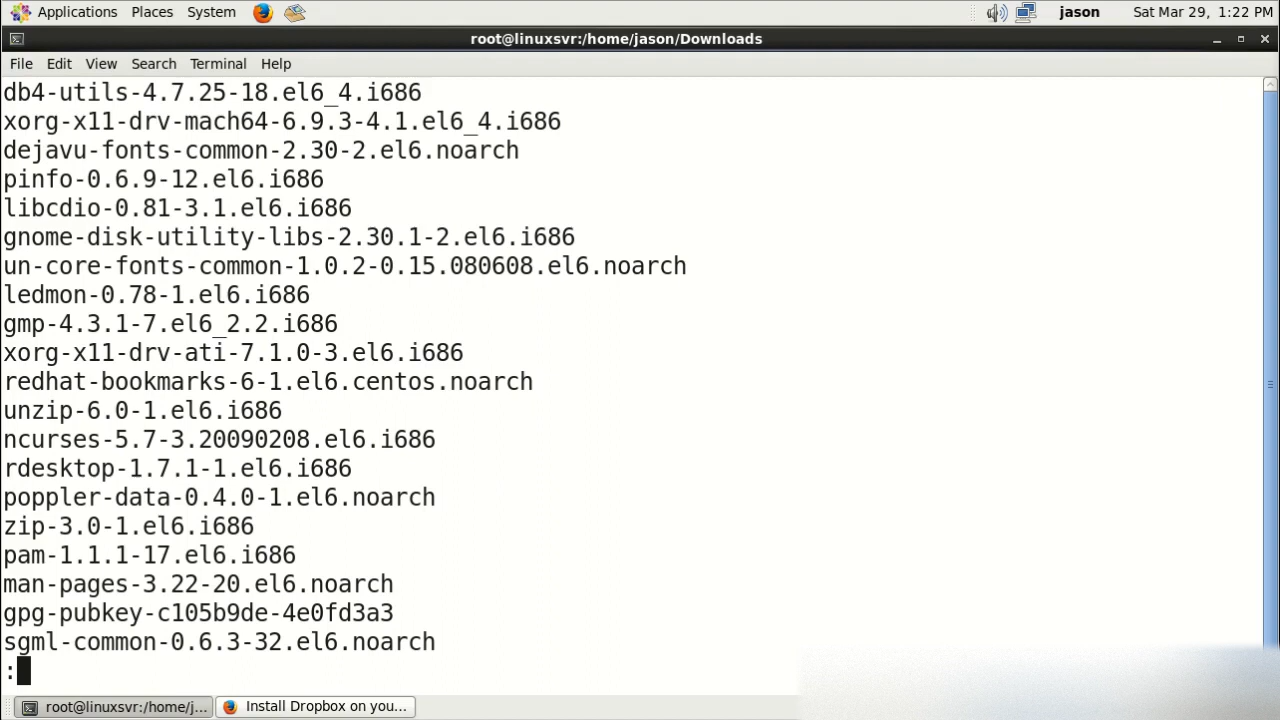 Applications Places System jason Sat Mar 29, 1:22 PM
root@linuxsvr:/home/jason/Downloads
File Edit View Search Terminal Help
db4-utils-4.7.25-18.el6_4.i686
xorg-x11-drv-mach64-6.9.3-4.1.el6_4.i686
dejavu-fonts-common-2.30-2.el6.noarch
pinfo-0.6.9-12.el6.i686
libcdio-0.81-3.1.el6.i686
gnome-disk-utility-libs-2.30.1-2.el6.i686
un-core-fonts-common-1.0.2-0.15.080608.el6.noarch
ledmon-0.78-1.el6.i686
gmp-4.3.1-7.el6_2.2.i686
xorg-x11-drv-ati-7.1.0-3.el6.i686
redhat-bookmarks-6-1.el6.centos.noarch
unzip-6.0-1.el6.i686
ncurses-5.7-3.20090208.el6.i686
rdesktop-1.7.1-1.el6.i686
poppler-data-0.4.0-1.el6.noarch
zip-3.0-1.el6.i686
pam-1.1.1-17.el6.i686
man-pages-3.22-20.el6.noarch
gpg-pubkey-c105b9de-4e0fd3a3
sgml-common-0.6.3-32.el6.noarch
:
root@linuxsvr:/home/j... Install Dropbox on you...